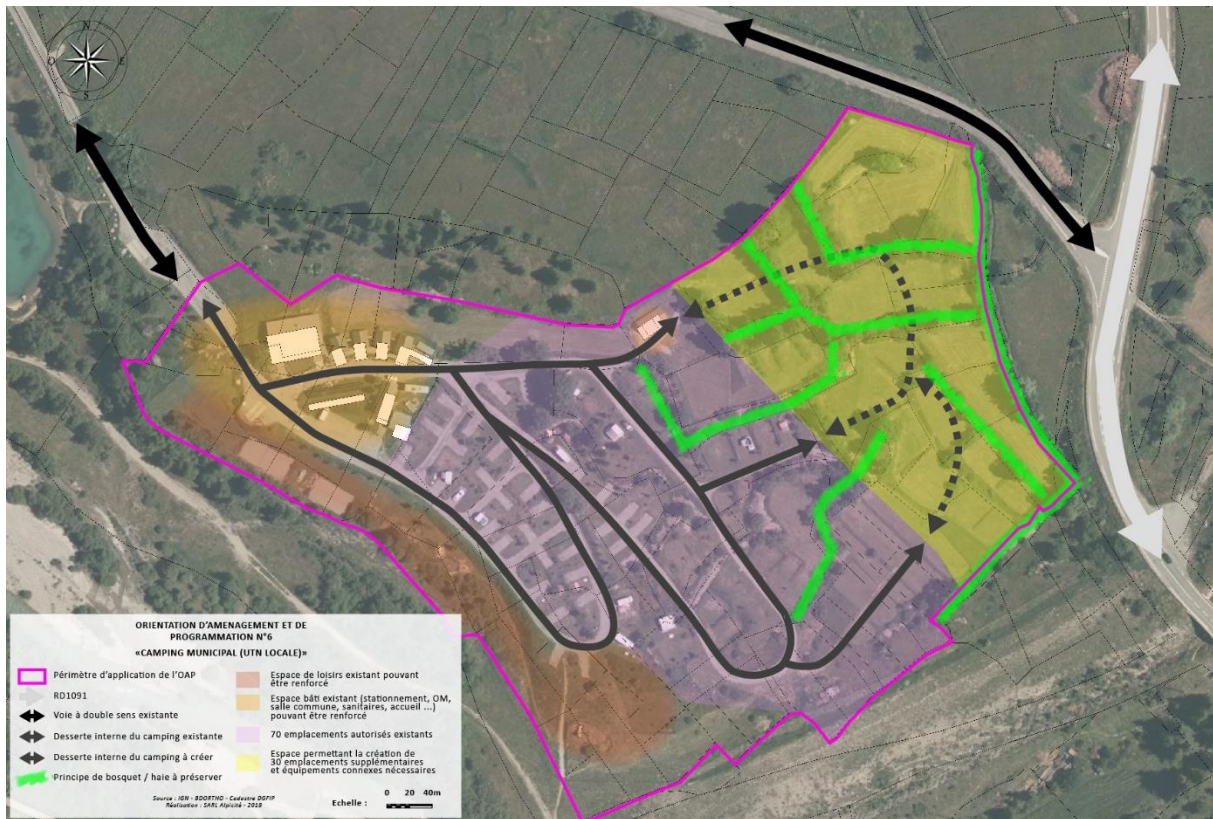 N
O
E
S
ORIENTATION D'AMENAGEMENT ET DE
PROGRAMMATION N°6
«CAMPING MUNICIPAL (UTN LOCALE)»
Périmètre d'application de l'OAP
RD1091
Voie à double sens existante
Desserte interne du camping existante
Desserte interne du camping à créer
Principe de bosquet / haie à préserver
Espace de loisirs existant pouvant
être renforcé
Espace bâti existant (stationnement, OM,
salle commune, sanitaires, accueil ...)
pouvant être renforcé
70 emplacements autorisés existants
Espace permettant la création de
30 emplacements supplémentaires
et équipements connexes nécessaires
Source : IGN - BDORTHO - Cadastre DGFIP
Réalisation : SARL Alpicité - 2018
Echelle :
0 20 40m